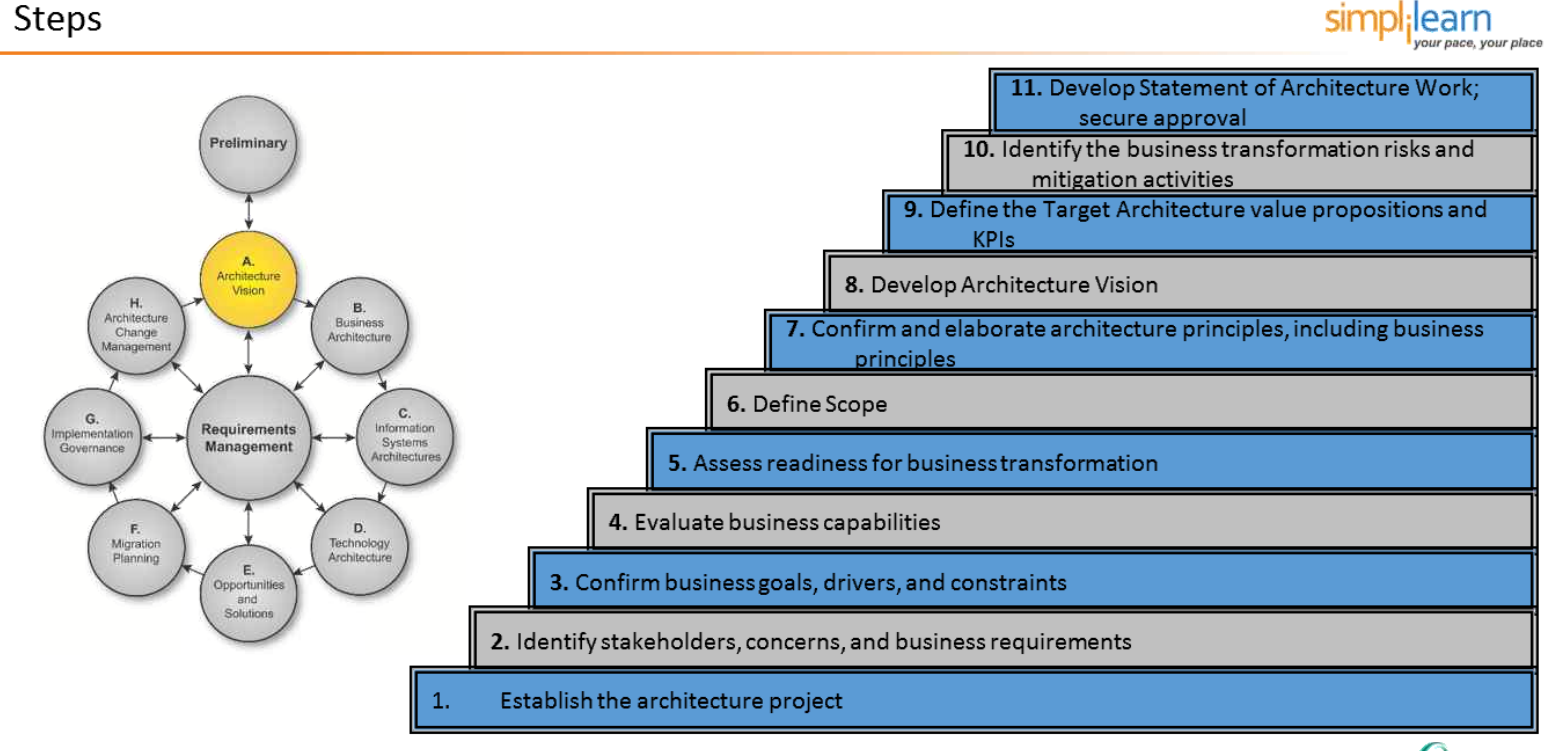 Steps
simplilearn
your pace, your place
Preliminary
A.
Architecture
Vision
B.
Business
Architecture
C.
Information
Systems
Architectures
D.
Technology
Architecture
E.
Opportunities
and
Solutions
F.
Migration
Planning
G.
Implementation
Governance
H.
Architecture
Change
Management
Requirements
Management
11. Develop Statement of Architecture Work;
secure approval
10. Identify the business transformation risks and
mitigation activities
9. Define the Target Architecture value propositions and
KPIs
8. Develop Architecture Vision
7. Confirm and elaborate architecture principles, including business
principles
6. Define Scope
5. Assess readiness for business transformation
4. Evaluate business capabilities
3. Confirm business goals, drivers, and constraints
2. Identify stakeholders, concerns, and business requirements
1. Establish the architecture project